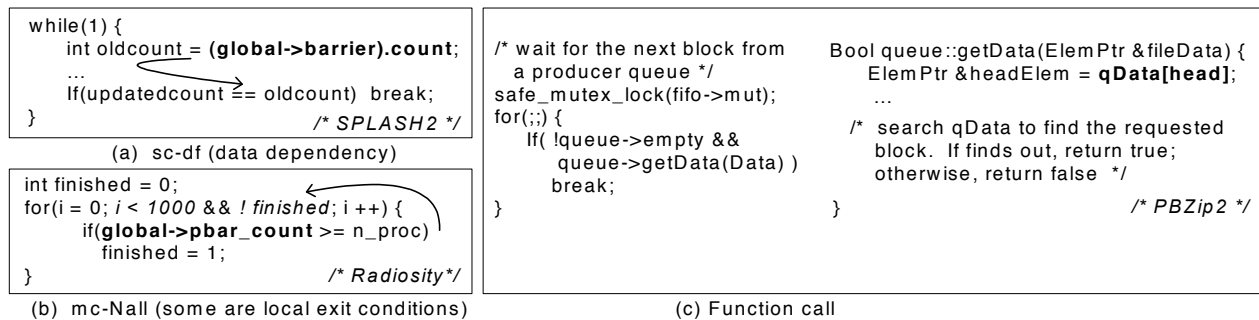 while(1) {
int oldcount = (global->barrier).count;
...
If(updatedcount == oldcount) break;
}
/* SPLASH2 */
(a) sc-df (data dependency)
int finished = 0;
for(i = 0; i < 1000 && ! finished; i ++) {
if(global->pbar_count >= n_proc)
finished = 1;
}
/* Radiosity*/
(b) mc-Nall (some are local exit conditions)
/* wait for the next block from
a producer queue */
safe_mutex_lock(fifo->mut);
for(;;) {
If( !queue->empty &&
queue->getData(Data) )
break;
}
Bool queue::getData(ElemPtr &fileData) {
ElemPtr &headElem = qData[head];
...
/* search qData to find the requested
block. If finds out, return true;
otherwise, return false */
}
/* PBZip2 */
(c) Function call